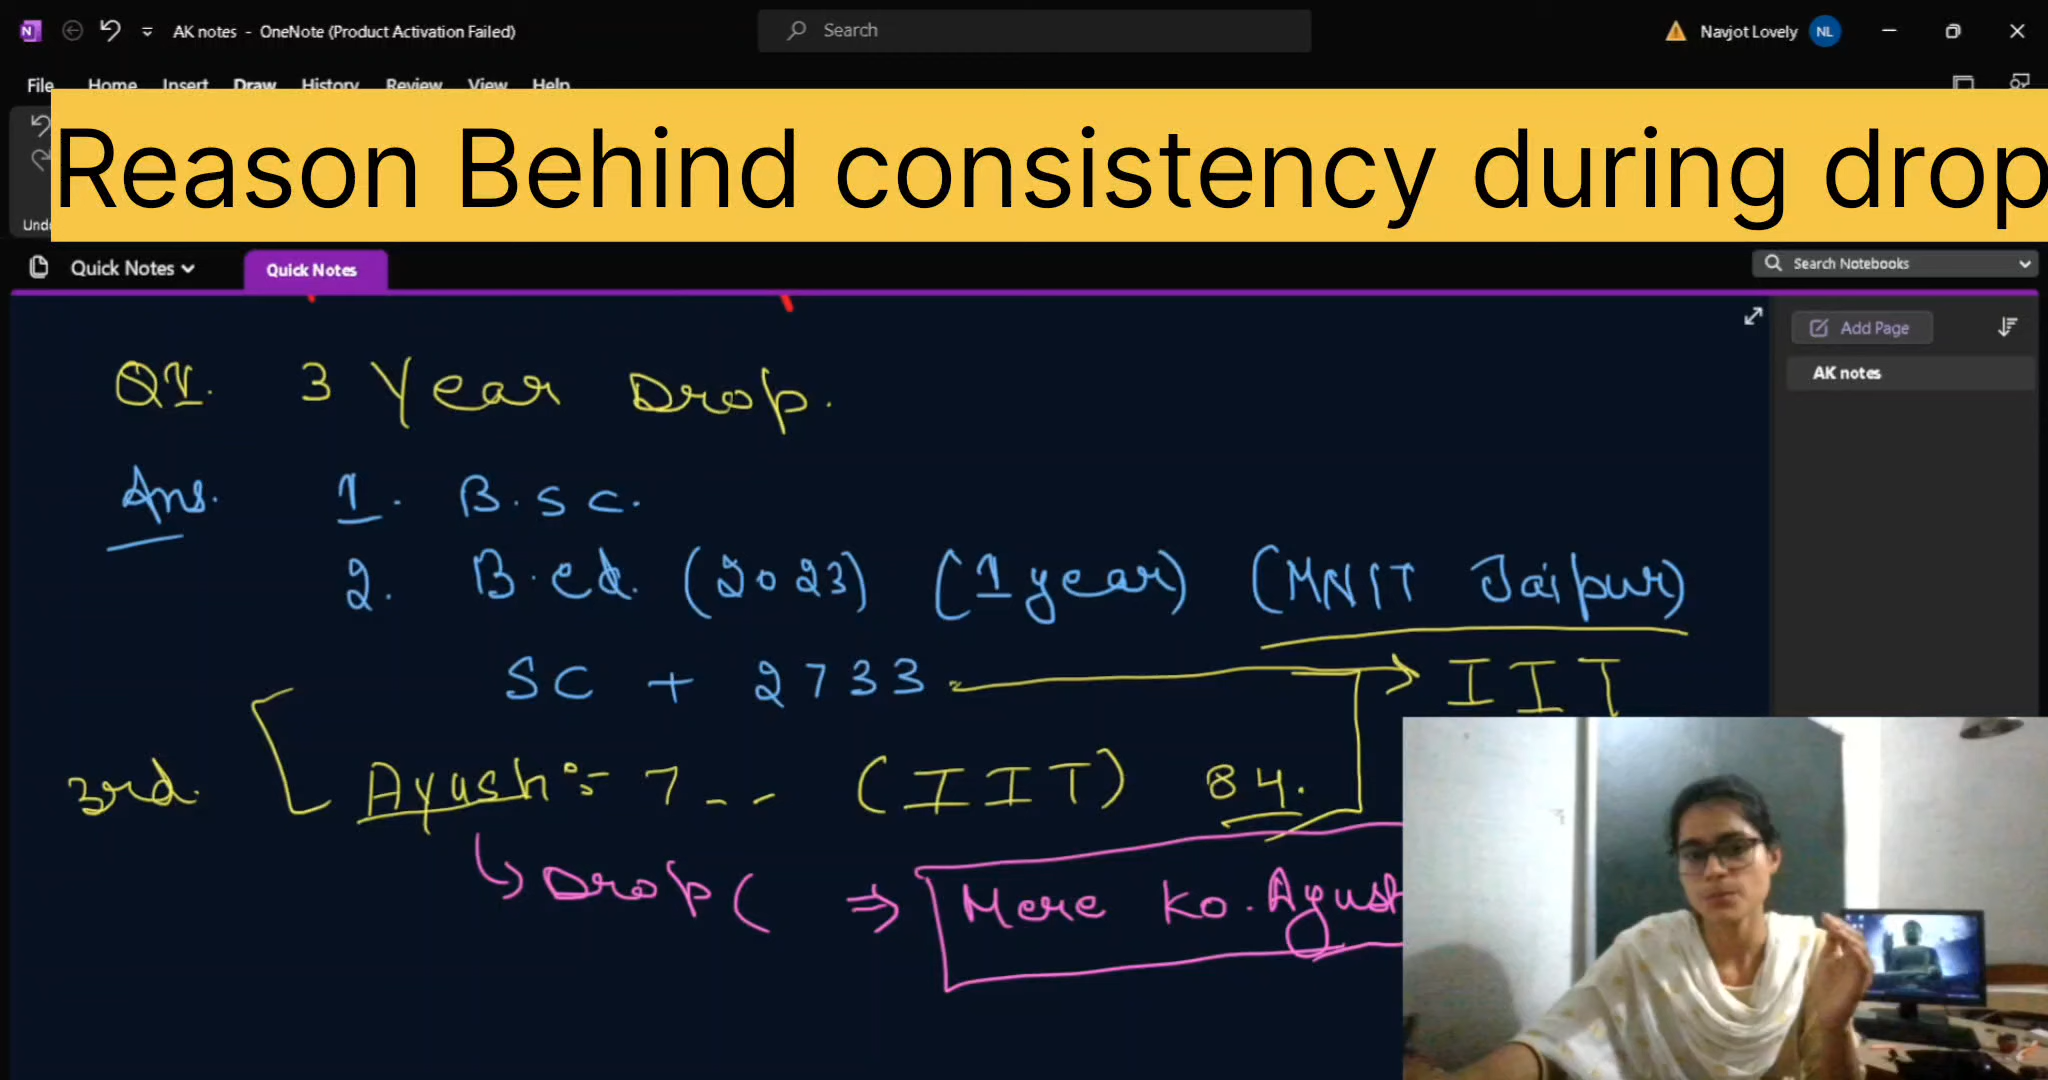 AK notes - OneNote (Product Activation Failed)
Search
Navjot Lovely NL
File Home Insert Draw History Review View Help
Reason Behind consistency during drop
Undo
Quick Notes
Quick Notes
Search Notebooks
Add Page
AK notes
Q1. 3 Year Drop.
Ans. 1. B.sc.
2. B.ed. (2023) (1 year) (MNIT Jaipur)
SC + 2733 → IIT
3rd. Ayush :- 7 - - (IIT) 84.
↳ Drop ( ⇒ Mere Ko. Ayush